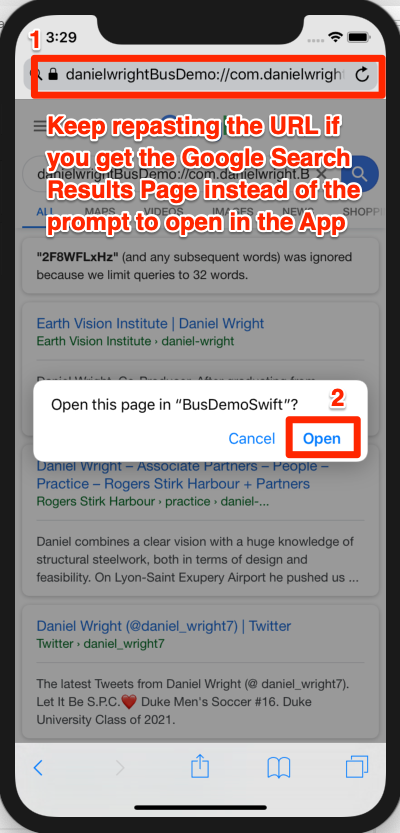 1 3:29
danielwrightBusDemo://com.danielwrigh
Keep repasting the URL if
you get the Google Search
Results Page instead of the
prompt to open in the App
danielwrightBusDemo://com.danielwright.B
ALL MAPS VIDEOS IMAGES NEWS SHOPP
"2F8WFLxHz" (and any subsequent words) was ignored
because we limit queries to 32 words.
Earth Vision Institute | Daniel Wright
Earth Vision Institute › daniel-wright
Daniel Wright, Co-Producer. After graduating from
Open this page in “BusDemoSwift”?
2
Cancel Open
Daniel Wright – Associate Partners – People –
Practice – Rogers Stirk Harbour + Partners
Rogers Stirk Harbour › practice › daniel-...
Daniel combines a clear vision with a huge knowledge of
structural steelwork, both in terms of design and
feasibility. On Lyon-Saint Exupery Airport he pushed us ...
Daniel Wright (@daniel_wright7) | Twitter
Twitter › daniel_wright7
The latest Tweets from Daniel Wright (@ daniel_wright7).
Let It Be S.P.C.❤️ Duke Men's Soccer #16. Duke
University Class of 2021.